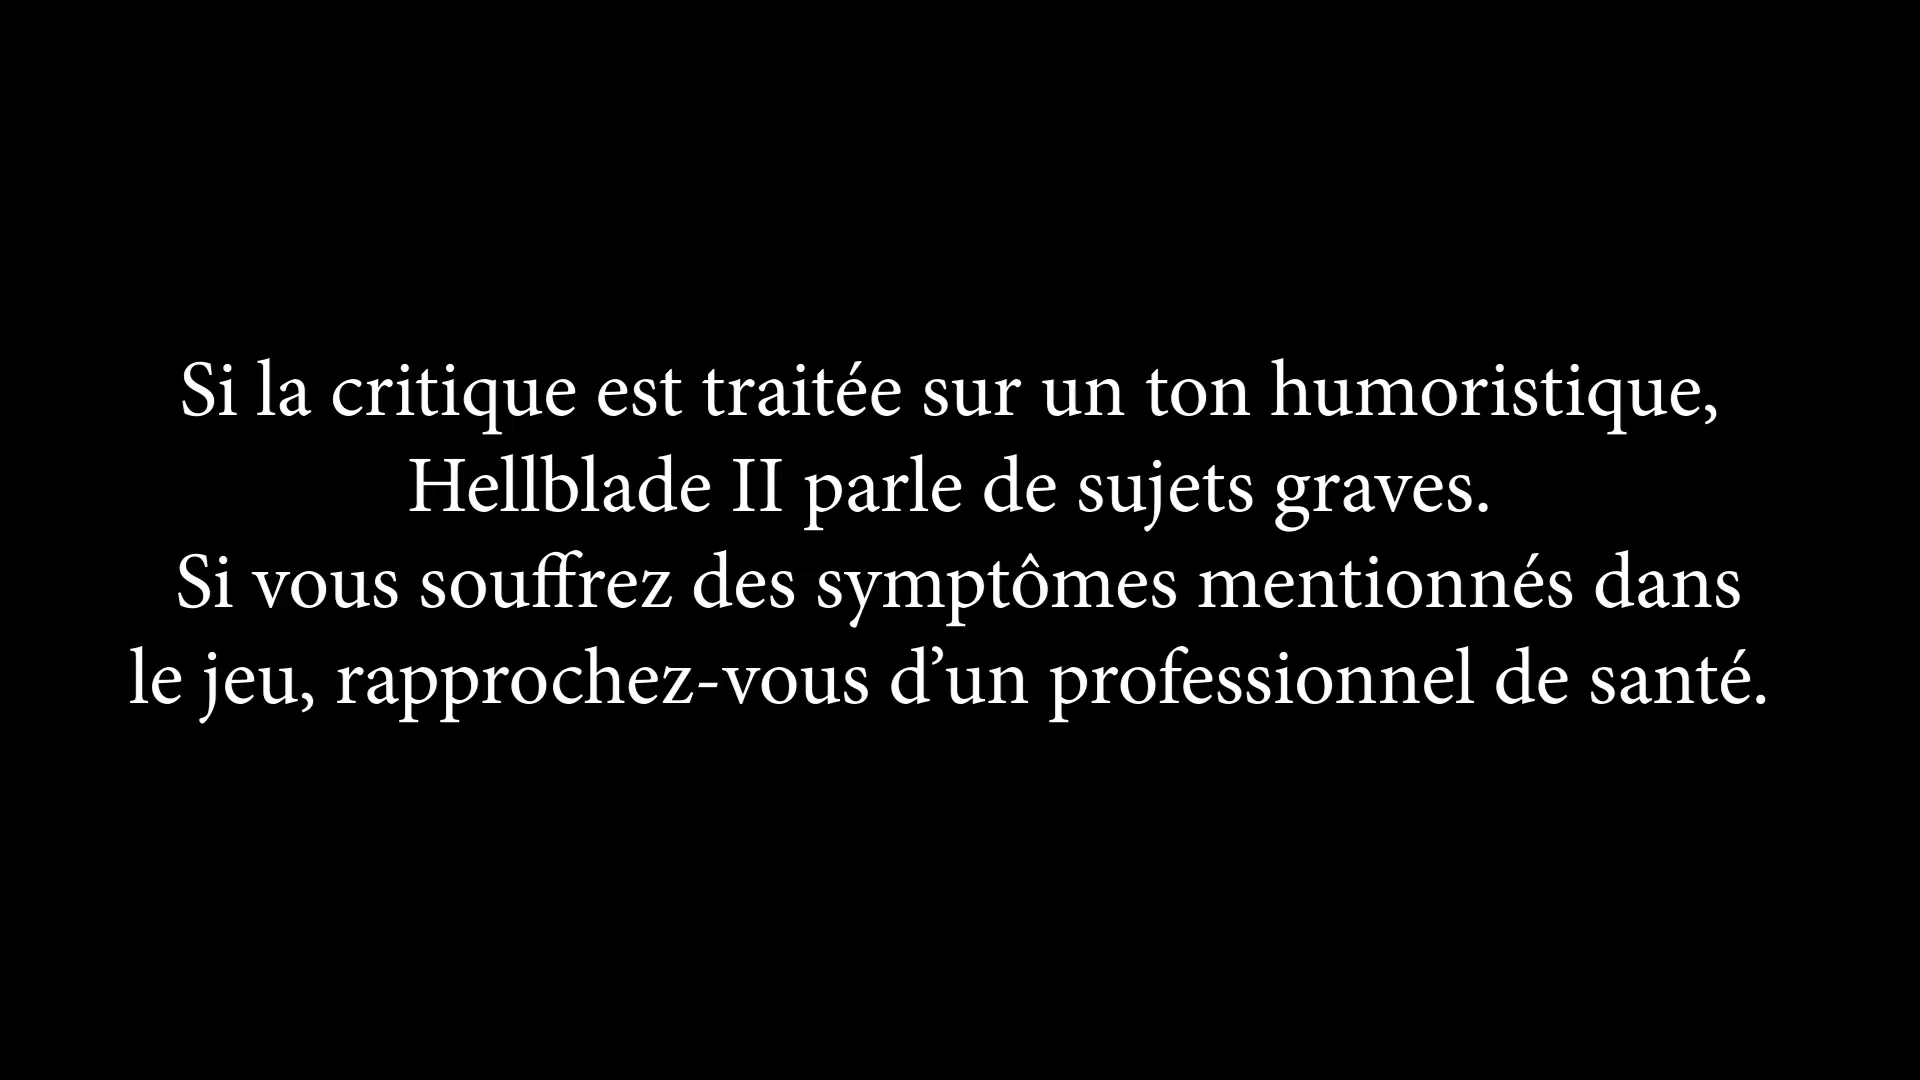 Si la critique est traitée sur un ton humoristique,
Hellblade II parle de sujets graves.
Si vous souffrez des symptômes mentionnés dans
le jeu, rapprochez-vous d’un professionnel de santé.